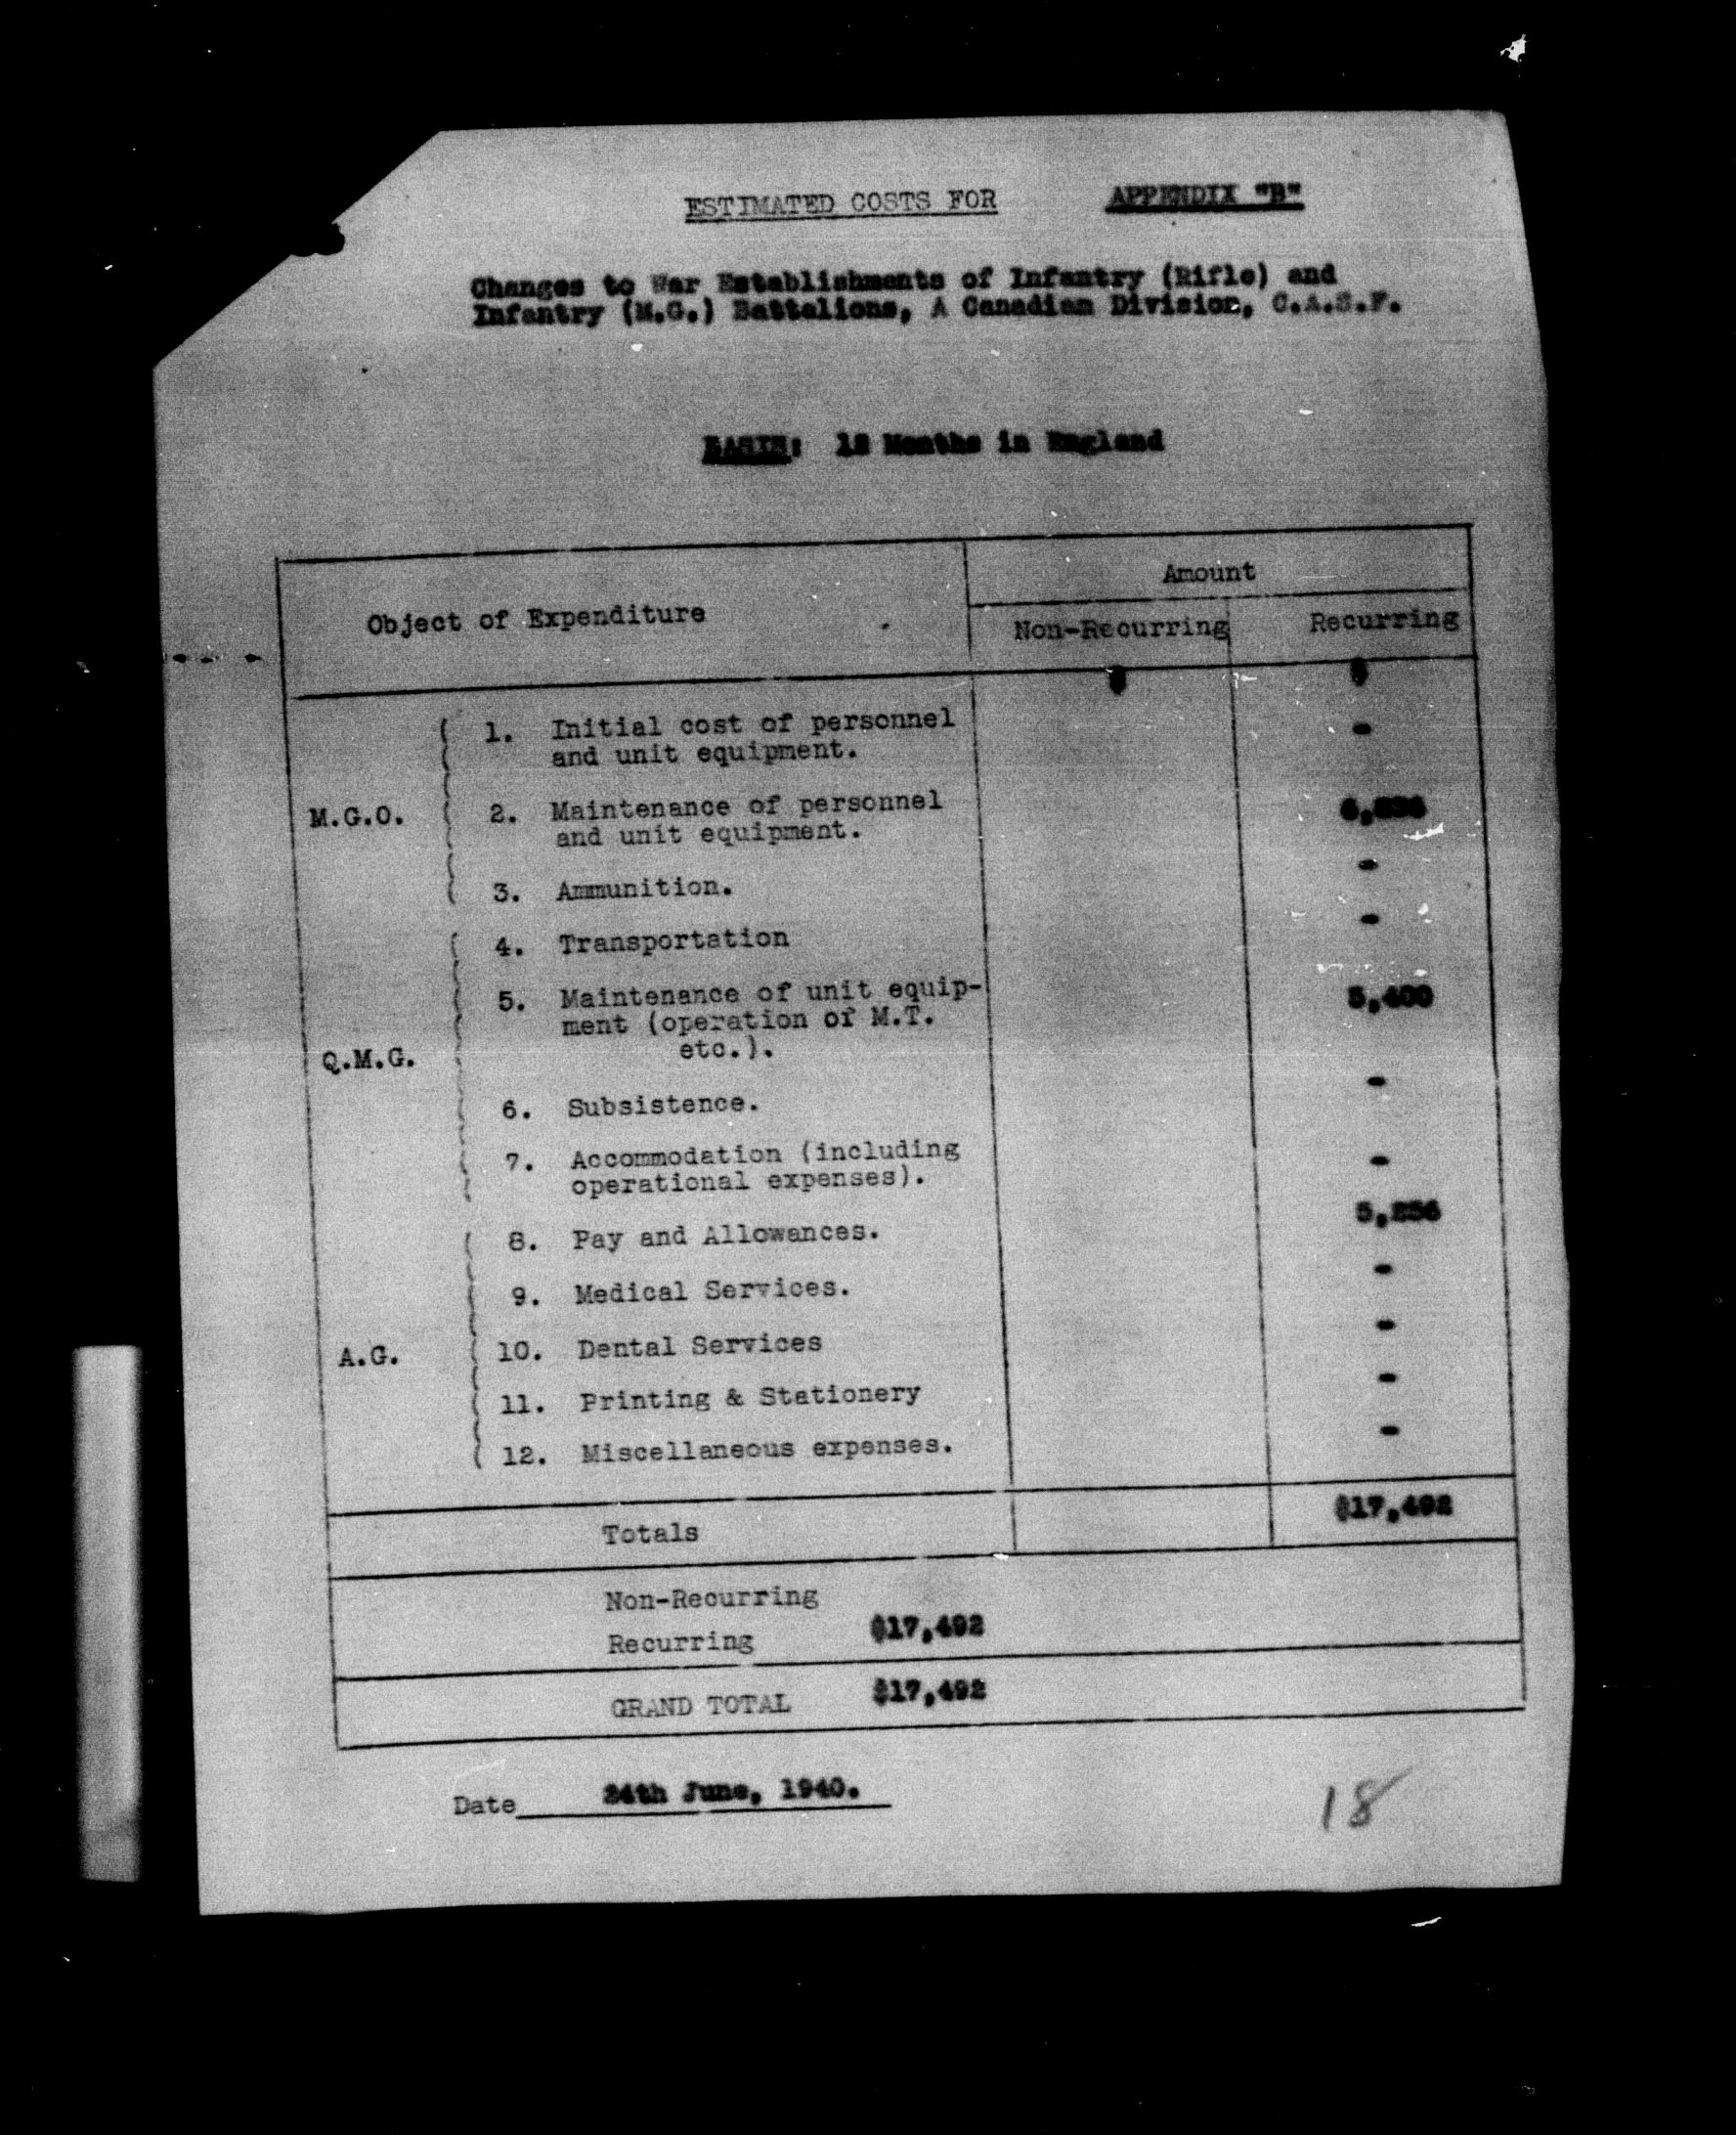 ESTIMATED COSTS FOR
APPENDIX "B"
Changes to War Establishments of Infantry (Rifle) and
Infantry (M.G.) Battalions, A Canadian Division, C.A.S.F.
BASIS: 12 Months in England
Object of Expenditure
Amount
Non-Recurring Recurring
$ $
1. Initial cost of personnel -
and unit equipment.
M.G.O. 2. Maintenance of personnel 6,836
and unit equipment.
3. Ammunition. -
4. Transportation -
5. Maintenance of unit equip- 5,400
ment (operation of M.T.
etc.).
Q.M.G.
6. Subsistence. -
7. Accommodation (including -
operational expenses).
8. Pay and Allowances. 5,256
9. Medical Services. -
A.G. 10. Dental Services -
11. Printing & Stationery -
12. Miscellaneous expenses. -
Totals $17,492
Non-Recurring
Recurring $17,492
GRAND TOTAL $17,492
Date 24th June, 1940.
18